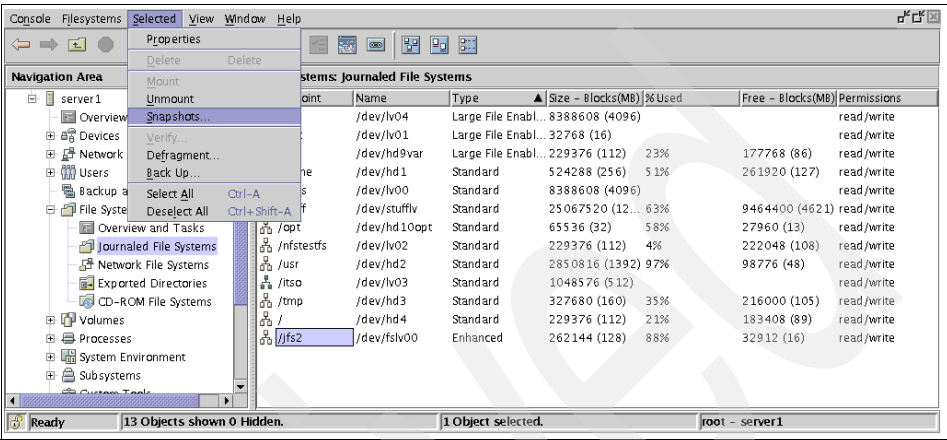 Console Filesystems Selected View Window Help
Properties
Delete Delete
Mount
Unmount
Snapshots...
Verify...
Defragment...
Back Up...
Select All Ctrl-A
Deselect All Ctrl+Shift-A
Navigation Area
server1
Overview
Devices
Network
Users
Backup a
File Syste
Overview and Tasks
Journaled File Systems
Network File Systems
Exported Directories
CD-ROM File Systems
Volumes
Processes
System Environment
Subsystems
Custom Tools
stems: Journaled File Systems
oint Name Type Size - Blocks(MB) % Used Free - Blocks(MB) Permissions
/dev/lv04 Large File Enabl... 8388608 (4096) read/write
/dev/lv01 Large File Enabl... 32768 (16) read/write
/dev/hd9var Large File Enabl... 229376 (112) 23% 177768 (86) read/write
ne /dev/hd1 Standard 524288 (256) 51% 261920 (127) read/write
s /dev/lv00 Standard 8388608 (4096) read/write
f /dev/stufflv Standard 25067520 (12... 63% 9464400 (4621) read/write
/opt /dev/hd10opt Standard 65536 (32) 58% 27960 (13) read/write
/nfstestfs /dev/lv02 Standard 229376 (112) 4% 222048 (108) read/write
/usr /dev/hd2 Standard 2850816 (1392) 97% 98776 (48) read/write
/itso /dev/lv03 Standard 1048576 (512) read/write
/tmp /dev/hd3 Standard 327680 (160) 35% 216000 (105) read/write
/ /dev/hd4 Standard 229376 (112) 21% 183408 (89) read/write
/jfs2 /dev/fslv00 Enhanced 262144 (128) 88% 32912 (16) read/write
Ready 13 Objects shown 0 Hidden. 1 Object selected. root - server1